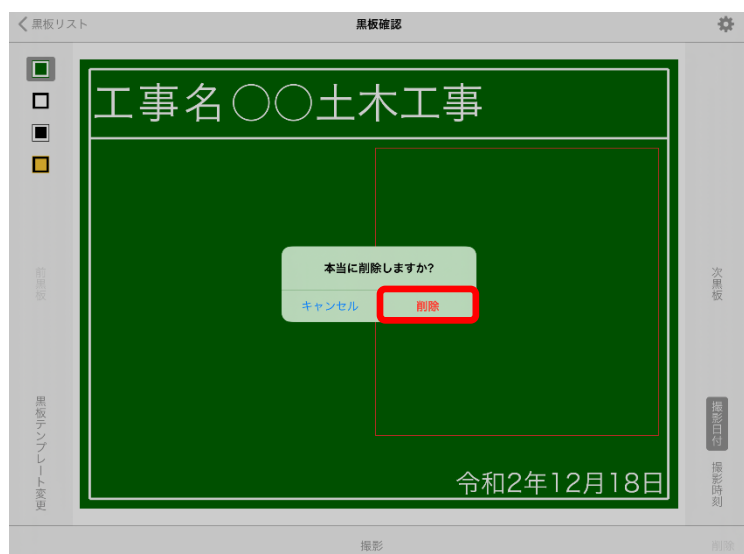 黒板リスト
黒板確認
工事名○○土木工事
本当に削除しますか?
キャンセル
削除
前黒板
次黒板
黒板テンプレート変更
撮影日付
撮影時刻
令和2年12月18日
撮影
削除